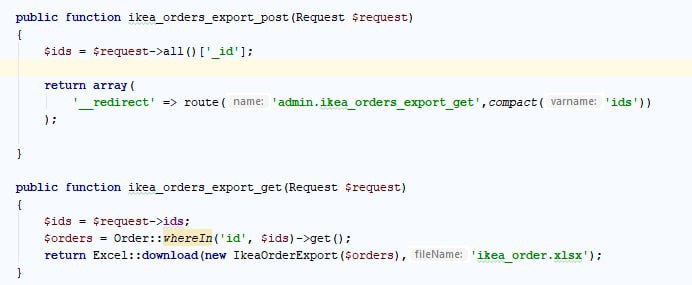 public function ikea_orders_export_post(Request $request)
{
    $ids = $request->all()['_id'];

    return array(
        '__redirect' => route( name: 'admin.ikea_orders_export_get',compact( varname: 'ids'))
    );

}

public function ikea_orders_export_get(Request $request)
{
    $ids = $request->ids;
    $orders = Order::whereIn('id', $ids)->get();
    return Excel::download(new IkeaOrderExport($orders), fileName: 'ikea_order.xlsx');
}